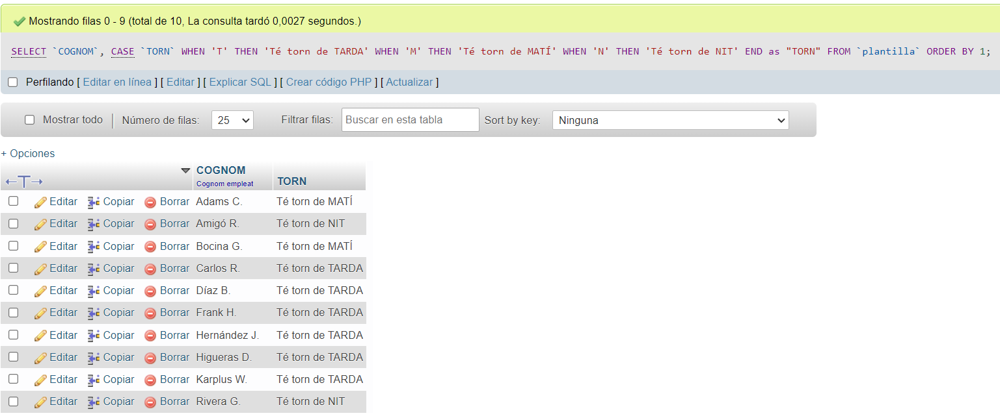 Mostrando filas 0 - 9 (total de 10, La consulta tardó 0,0027 segundos.)
SELECT `COGNOM`, CASE `TORN` WHEN 'T' THEN 'Té torn de TARDA' WHEN 'M' THEN 'Té torn de MATÍ' WHEN 'N' THEN 'Té torn de NIT' END as "TORN" FROM `plantilla` ORDER BY 1;
Perfilando [ Editar en línea ] [ Editar ] [ Explicar SQL ] [ Crear código PHP ] [ Actualizar ]
Mostrar todo Número de filas: 25 Filtrar filas: Buscar en esta tabla Sort by key: Ninguna
+ Opciones
COGNOM
Cognom empleat
TORN
Editar Copiar Borrar Adams C. Té torn de MATÍ
Editar Copiar Borrar Amigó R. Té torn de NIT
Editar Copiar Borrar Bocina G. Té torn de MATÍ
Editar Copiar Borrar Carlos R. Té torn de TARDA
Editar Copiar Borrar Díaz B. Té torn de TARDA
Editar Copiar Borrar Frank H. Té torn de TARDA
Editar Copiar Borrar Hernández J. Té torn de TARDA
Editar Copiar Borrar Higueras D. Té torn de TARDA
Editar Copiar Borrar Karplus W. Té torn de TARDA
Editar Copiar Borrar Rivera G. Té torn de NIT